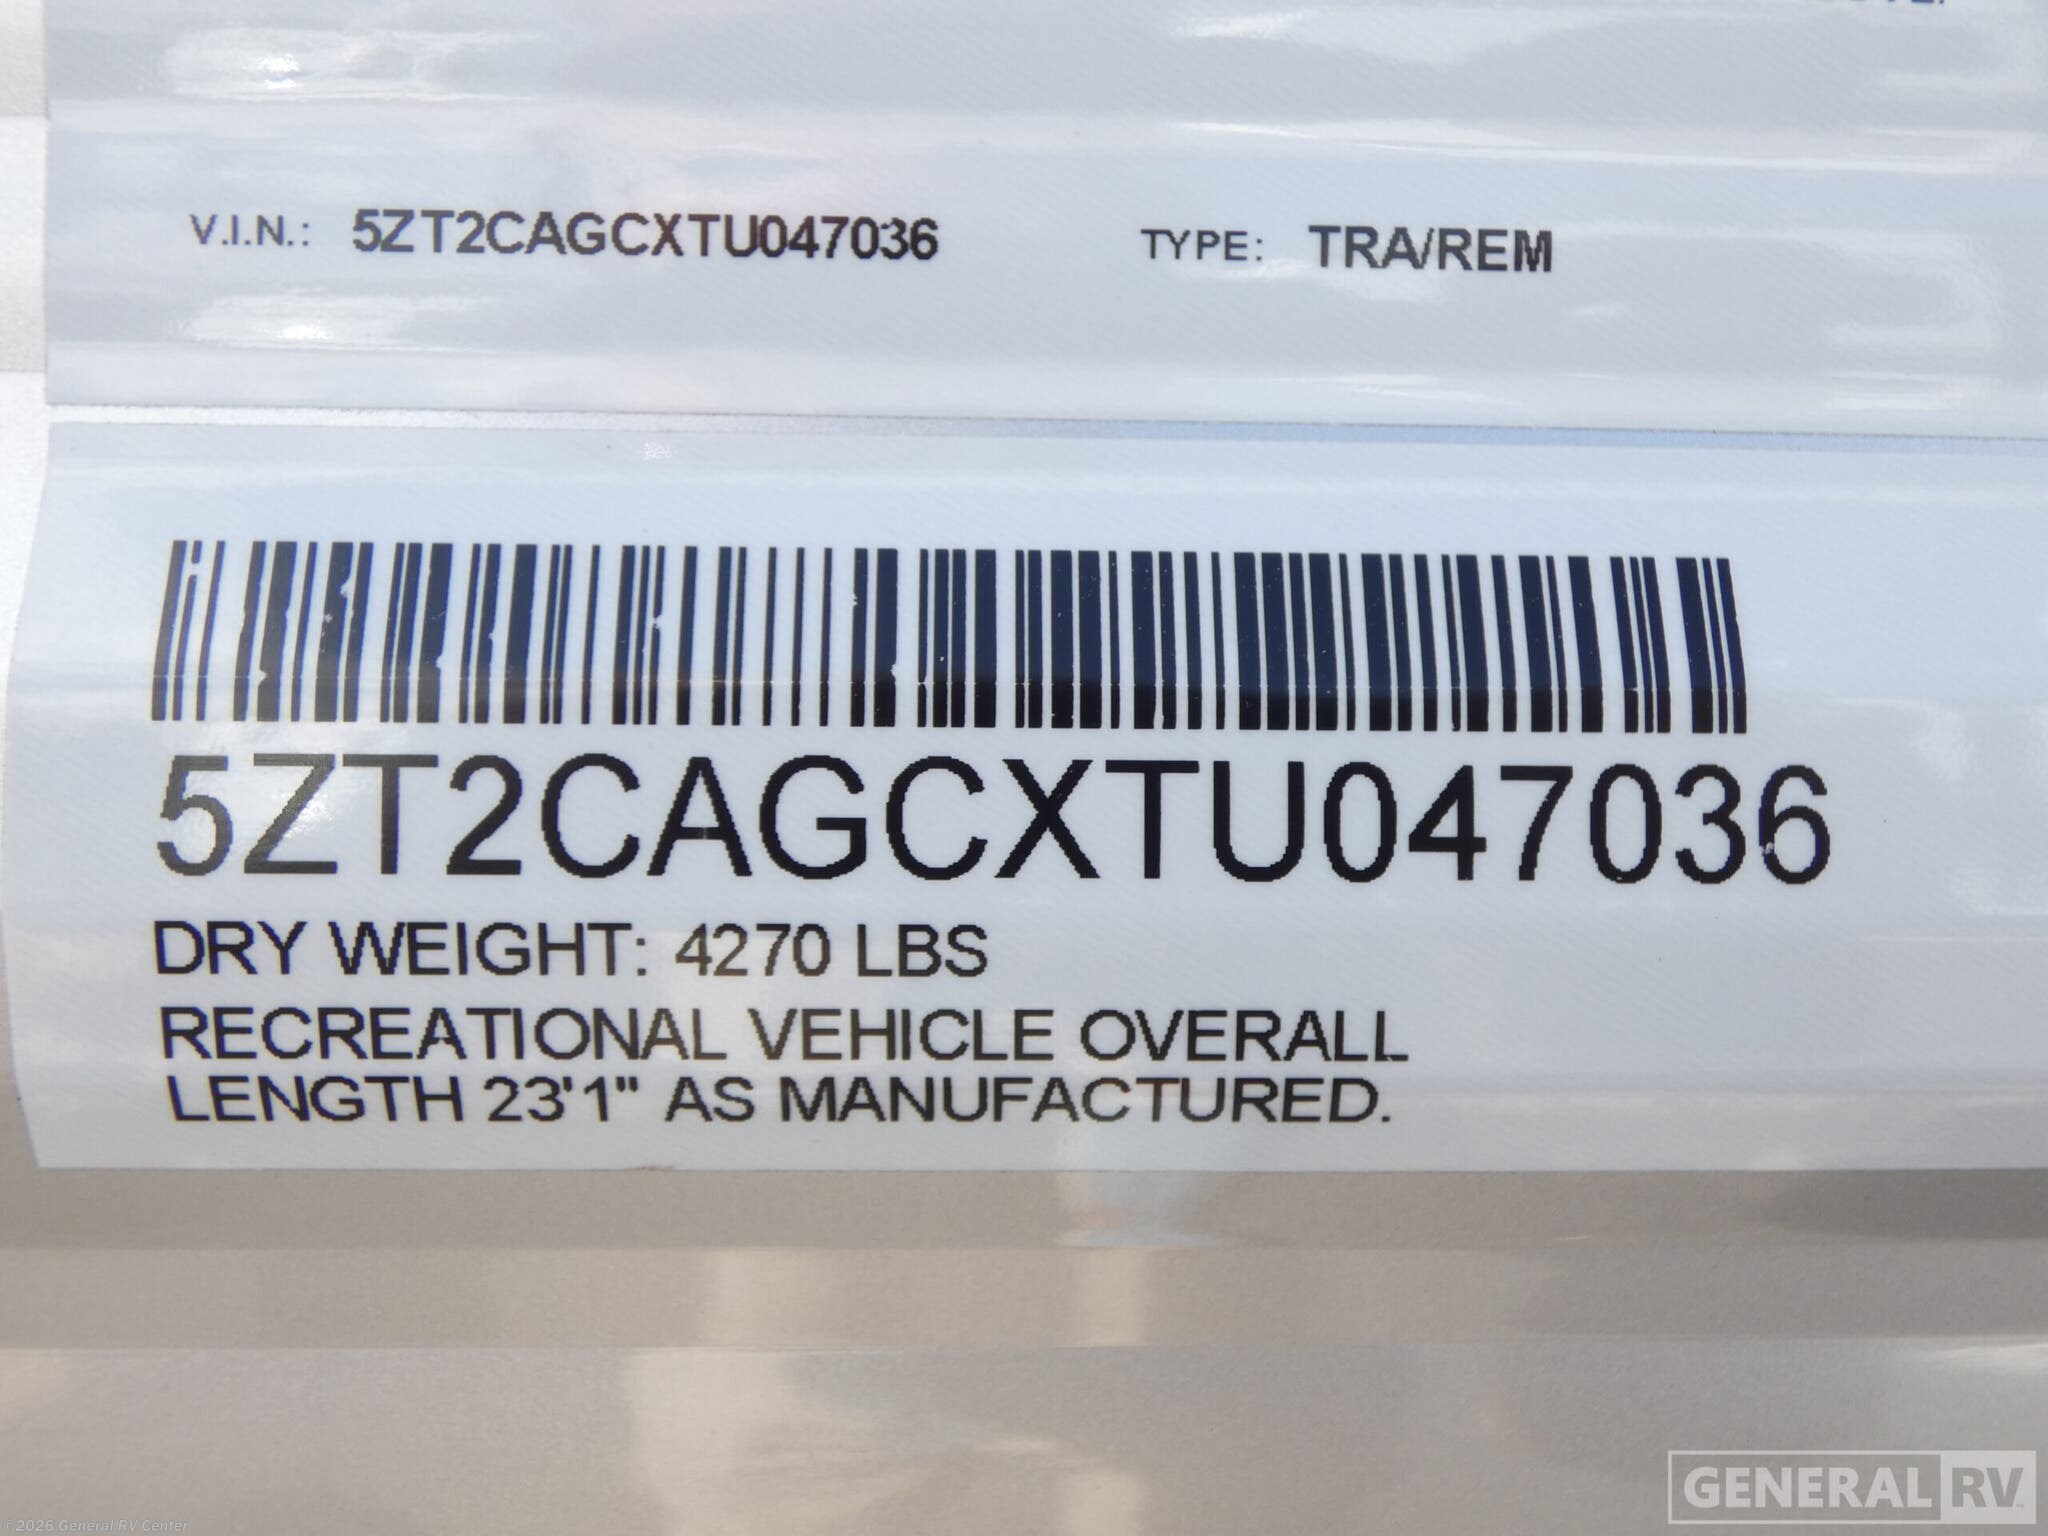 V.I.N.: 5ZT2CAGCXTU047036 TYPE: TRA/REM
5ZT2CAGCXTU047036
DRY WEIGHT: 4270 LBS
RECREATIONAL VEHICLE OVERALL
LENGTH 23'1" AS MANUFACTURED.
GENERAL RV
©2026 General RV Center